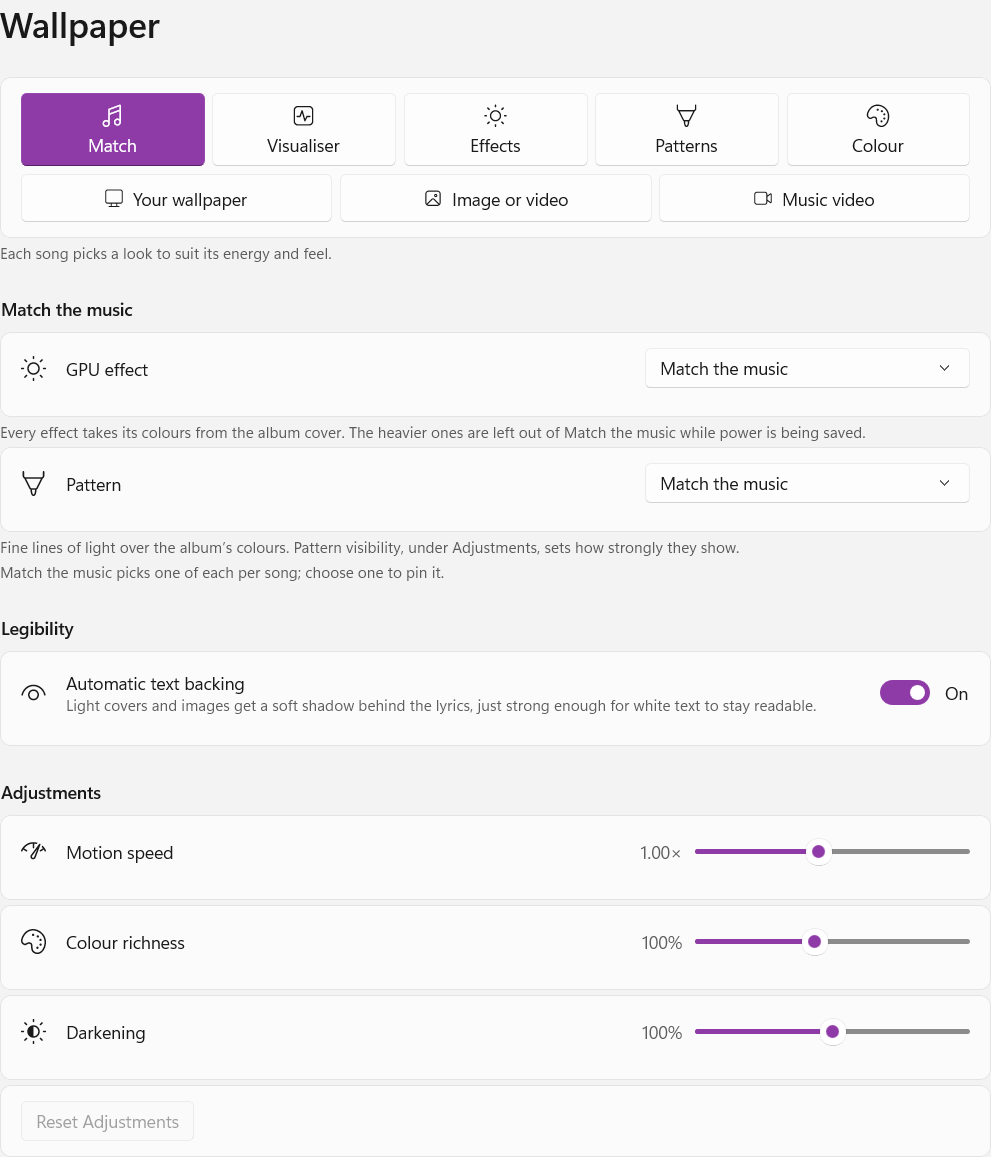 Wallpaper
Match
Visualiser
Effects
Patterns
Colour
Your wallpaper
Image or video
Music video
Each song picks a look to suit its energy and feel.
Match the music
GPU effect
Match the music
Every effect takes its colours from the album cover. The heavier ones are left out of Match the music while power is being saved.
Pattern
Match the music
Fine lines of light over the album’s colours. Pattern visibility, under Adjustments, sets how strongly they show.
Match the music picks one of each per song; choose one to pin it.
Legibility
Automatic text backing
Light covers and images get a soft shadow behind the lyrics, just strong enough for white text to stay readable.
On
Adjustments
Motion speed
1.00×
Colour richness
100%
Darkening
100%
Reset Adjustments